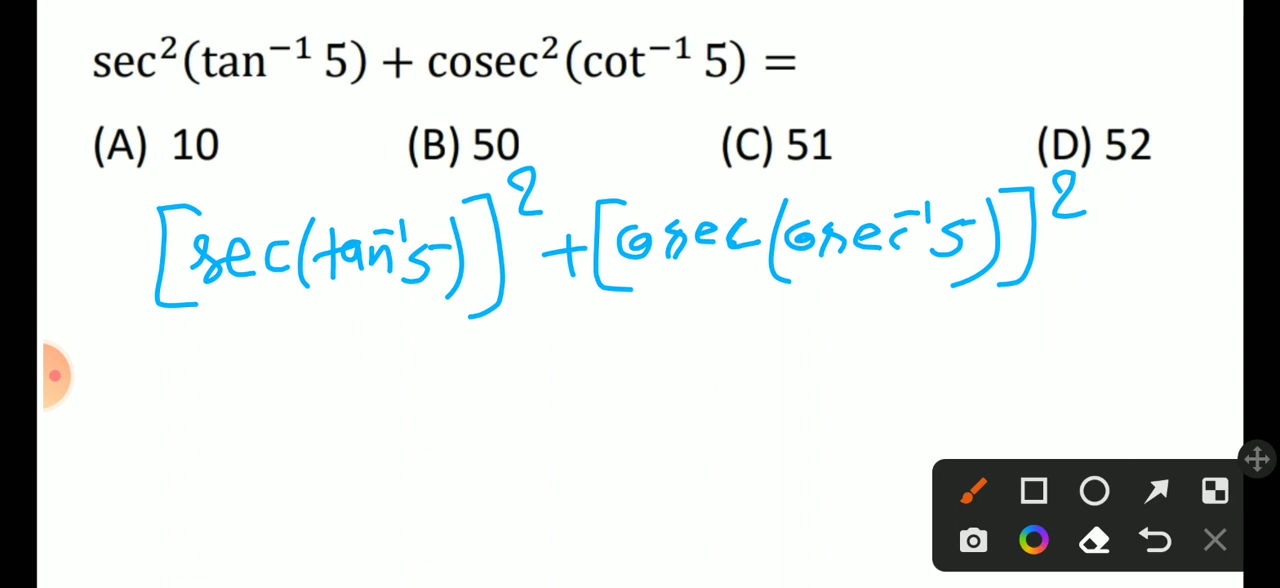 sec²(tan⁻¹ 5) + cosec²(cot⁻¹ 5) =
(A) 10 (B) 50 (C) 51 (D) 52
[sec(tan⁻¹5)]² + [cosec(cosec⁻¹5)]²